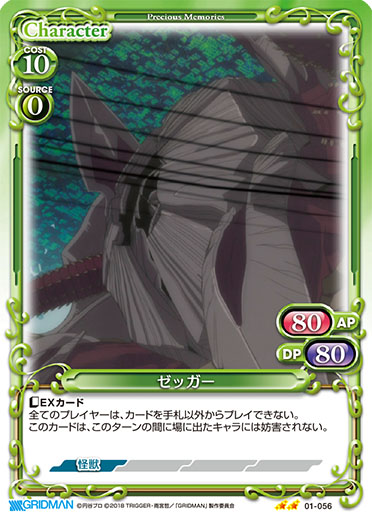 Precious Memories
Character
COST
10
SOURCE
0
80 AP
DP 80
ゼッガー
EXカード
全てのプレイヤーは、カードを手札以外からプレイできない。
このカードは、このターンの間に場に出たキャラには妨害されない。
怪獣
GRIDMAN
©円谷プロ ©2018 TRIGGER・雨宮哲/「GRIDMAN」製作委員会
01-056